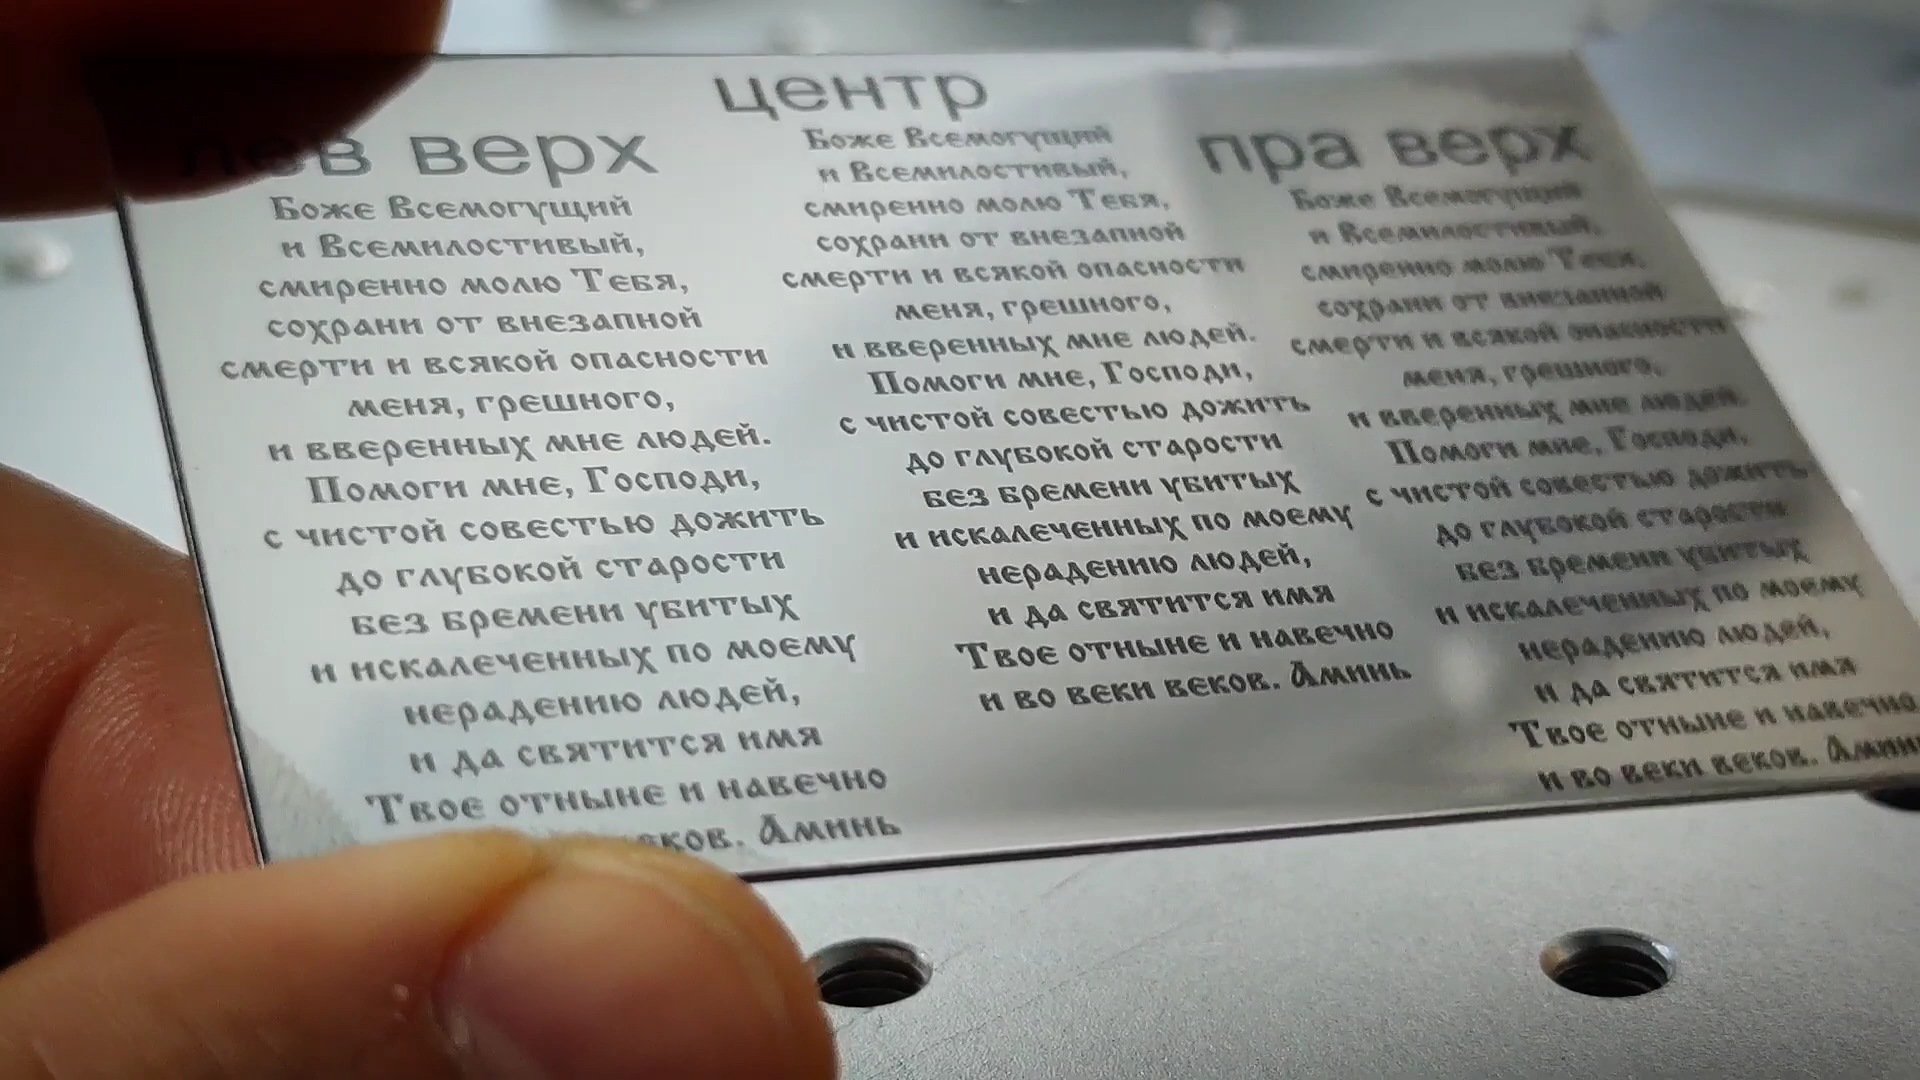 верх
Боже Всемогущий
и Всемилостивый,
смиренно молю Тебя,
сохрани от внезапной
смерти и всякой опасности
меня, грешного,
и вверенных мне людей.
Помоги мне, Господи,
с чистой совестью дожить
до глубокой старости
без бремени убитых
и искалеченных по моему
нерадению людей,
и да святится имя
Твое отныне и навечно
веков. Аминь
центр
Боже Всемогущий
и Всемилостивый,
смиренно молю Тебя,
сохрани от внезапной
смерти и всякой опасности
меня, грешного,
и вверенных мне людей.
Помоги мне, Господи,
с чистой совестью дожить
до глубокой старости
без бремени убитых
и искалеченных по моему
нерадению людей,
и да святится имя
Твое отныне и навечно
и во веки веков. Аминь
пра верх
Боже Всемогущий
и Всемилостивый,
смиренно молю Тебя,
сохрани от внезапной
смерти и всякой опасности
меня, грешного,
и вверенных мне людей.
Помоги мне, Господи,
с чистой совестью дожить
до глубокой старости
без бремени убитых
и искалеченных по моему
нерадению людей,
и да святится имя
Твое отныне и навечно
и во веки веков. Аминь